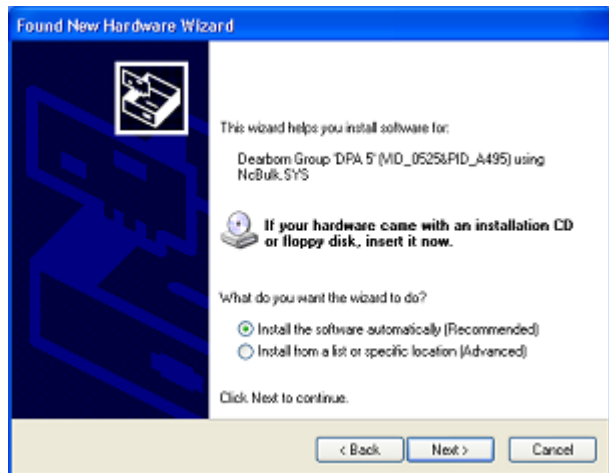 Found New Hardware Wizard
This wizard helps you install software for:
Dearborn Group 'DPA 5' (VID_0525&PID_A495) using
NcBulk.SYS
If your hardware came with an installation CD
or floppy disk, insert it now.
What do you want the wizard to do?
Install the software automatically (Recommended)
Install from a list or specific location (Advanced)
Click Next to continue.
< Back
Next >
Cancel